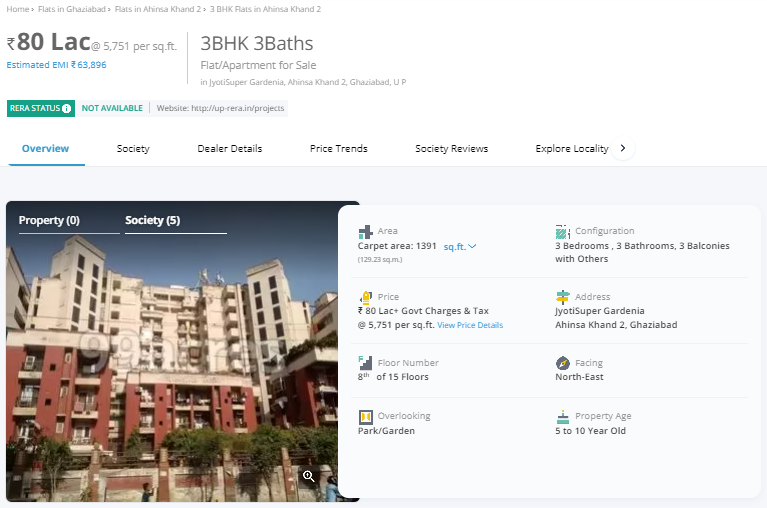 Home › Flats in Ghaziabad › Flats in Ahinsa Khand 2 › 3 BHK Flats in Ahinsa Khand 2
₹80 Lac @ 5,751 per sq.ft.
Estimated EMI ₹ 63,896
3BHK 3Baths
Flat/Apartment for Sale
in JyotiSuper Gardenia, Ahinsa Khand 2, Ghaziabad, U P
RERA STATUS i NOT AVAILABLE Website: http://up-rera.in/projects
Overview Society Dealer Details Price Trends Society Reviews Explore Locality
Property (0) Society (5)
99acres
Area
Carpet area: 1391 sq.ft.
(129.23 sq.m.)
Configuration
3 Bedrooms , 3 Bathrooms, 3 Balconies
with Others
Price
₹ 80 Lac+ Govt Charges & Tax
@ 5,751 per sq.ft. View Price Details
Address
JyotiSuper Gardenia
Ahinsa Khand 2, Ghaziabad
Floor Number
8th of 15 Floors
Facing
North-East
Overlooking
Park/Garden
Property Age
5 to 10 Year Old